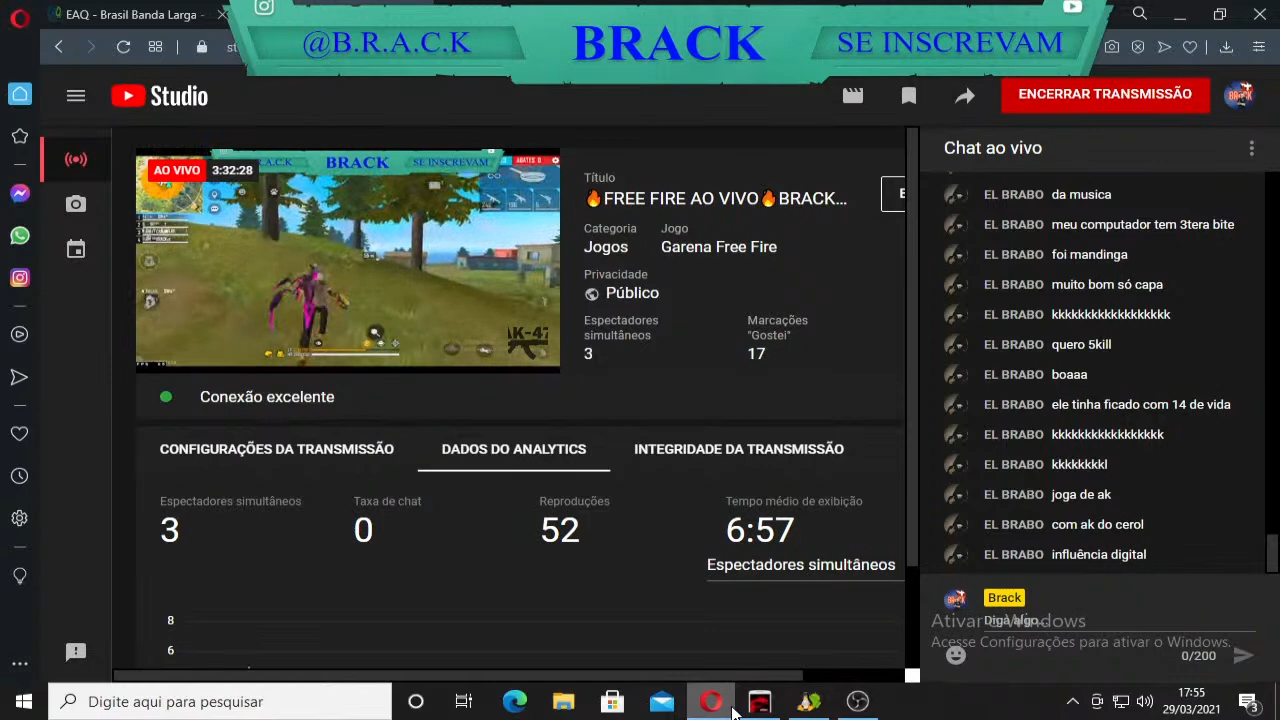 EAQ - Brasil Banda Larga -
@B.R.A.C.K
BRACK
SE INSCREVAM
Studio
ENCERRAR TRANSMISSÃO
AO VIVO
3:32:28
BRACK
SE INSCREVAM
AK-47
Título
🔥FREE FIRE AO VIVO🔥BRACK...
Categoria
Jogos
Jogo
Garena Free Fire
Privacidade
Público
Espectadores
simultâneos
3
Marcações
"Gostei"
17
Conexão excelente
CONFIGURAÇÕES DA TRANSMISSÃO
DADOS DO ANALYTICS
INTEGRIDADE DA TRANSMISSÃO
Espectadores simultâneos
3
Taxa de chat
0
Reproduções
52
Tempo médio de exibição
6:57
Espectadores simultâneos
8
6
Chat ao vivo
EL BRABO da musica
EL BRABO meu computador tem 3tera bite
EL BRABO foi mandinga
EL BRABO muito bom só capa
EL BRABO kkkkkkkkkkkkkkkkkk
EL BRABO quero 5kill
EL BRABO boaaa
EL BRABO ele tinha ficado com 14 de vida
EL BRABO kkkkkkkkkkkkkkkkk
EL BRABO kkkkkkkkl
EL BRABO joga de ak
EL BRABO com ak do cerol
EL BRABO influência digital
Brack
Diga algo...
Ativar o Windows
Acesse Configurações para ativar o Windows.
0/200
Digite aqui para pesquisar
17:55
29/03/2021
3